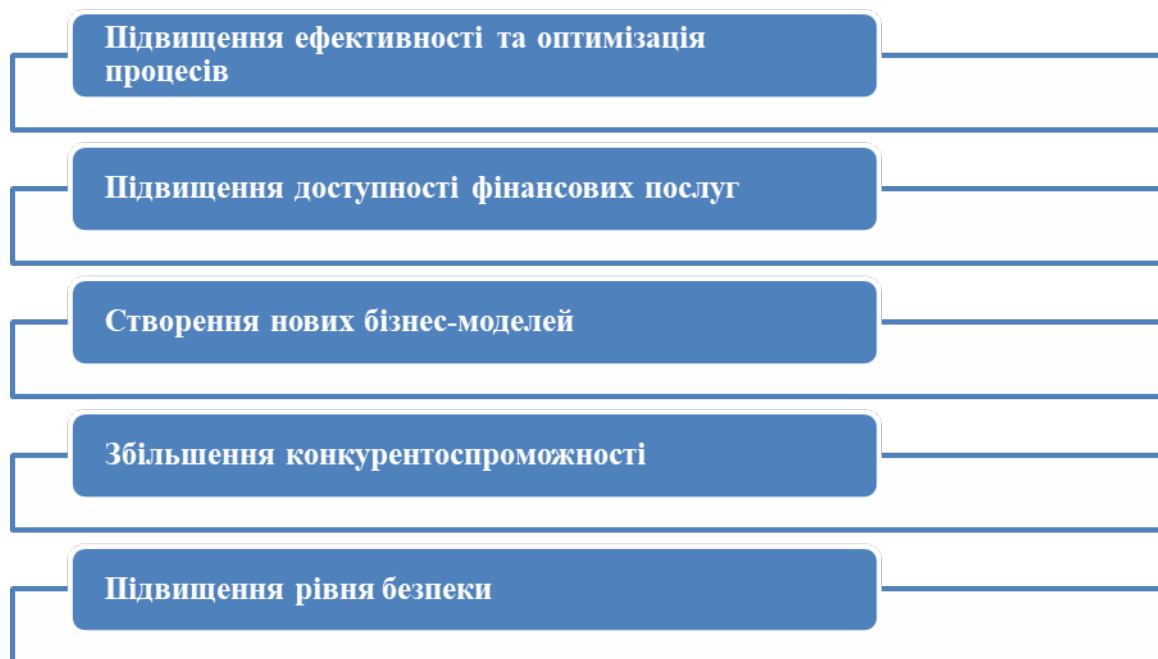 Підвищення ефективності та оптимізація
процесів
Підвищення доступності фінансових послуг
Створення нових бізнес-моделей
Збільшення конкурентоспроможності
Підвищення рівня безпеки